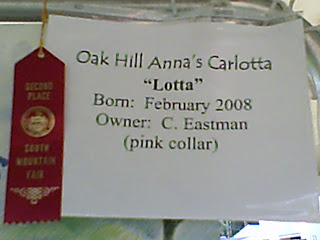 Oak Hill Anna's Carlotta
"Lotta"
Born: February 2008
Owner: C. Eastman
(pink collar)
SECOND
PLACE
SOUTH
MOUNTAIN
FAIR